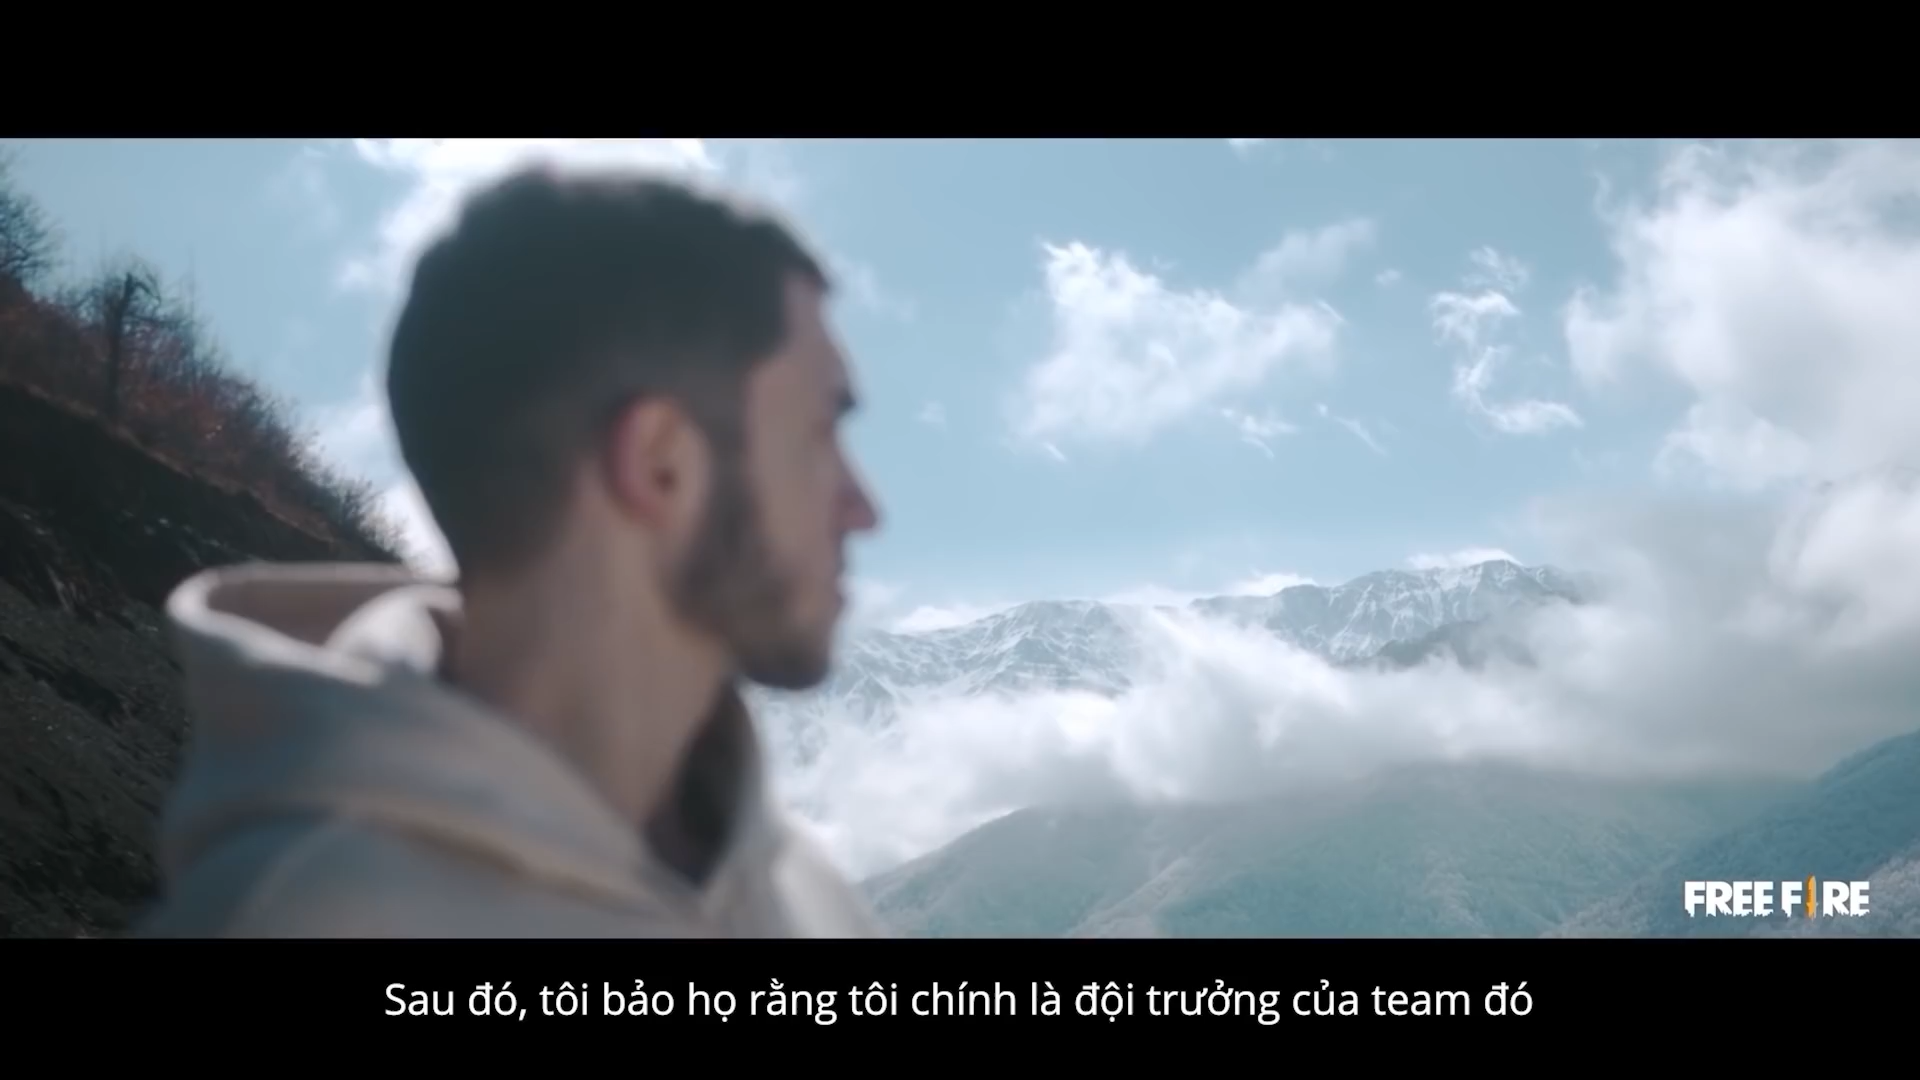 FREE FIRE
Sau đó, tôi bảo họ rằng tôi chính là đội trưởng của team đó